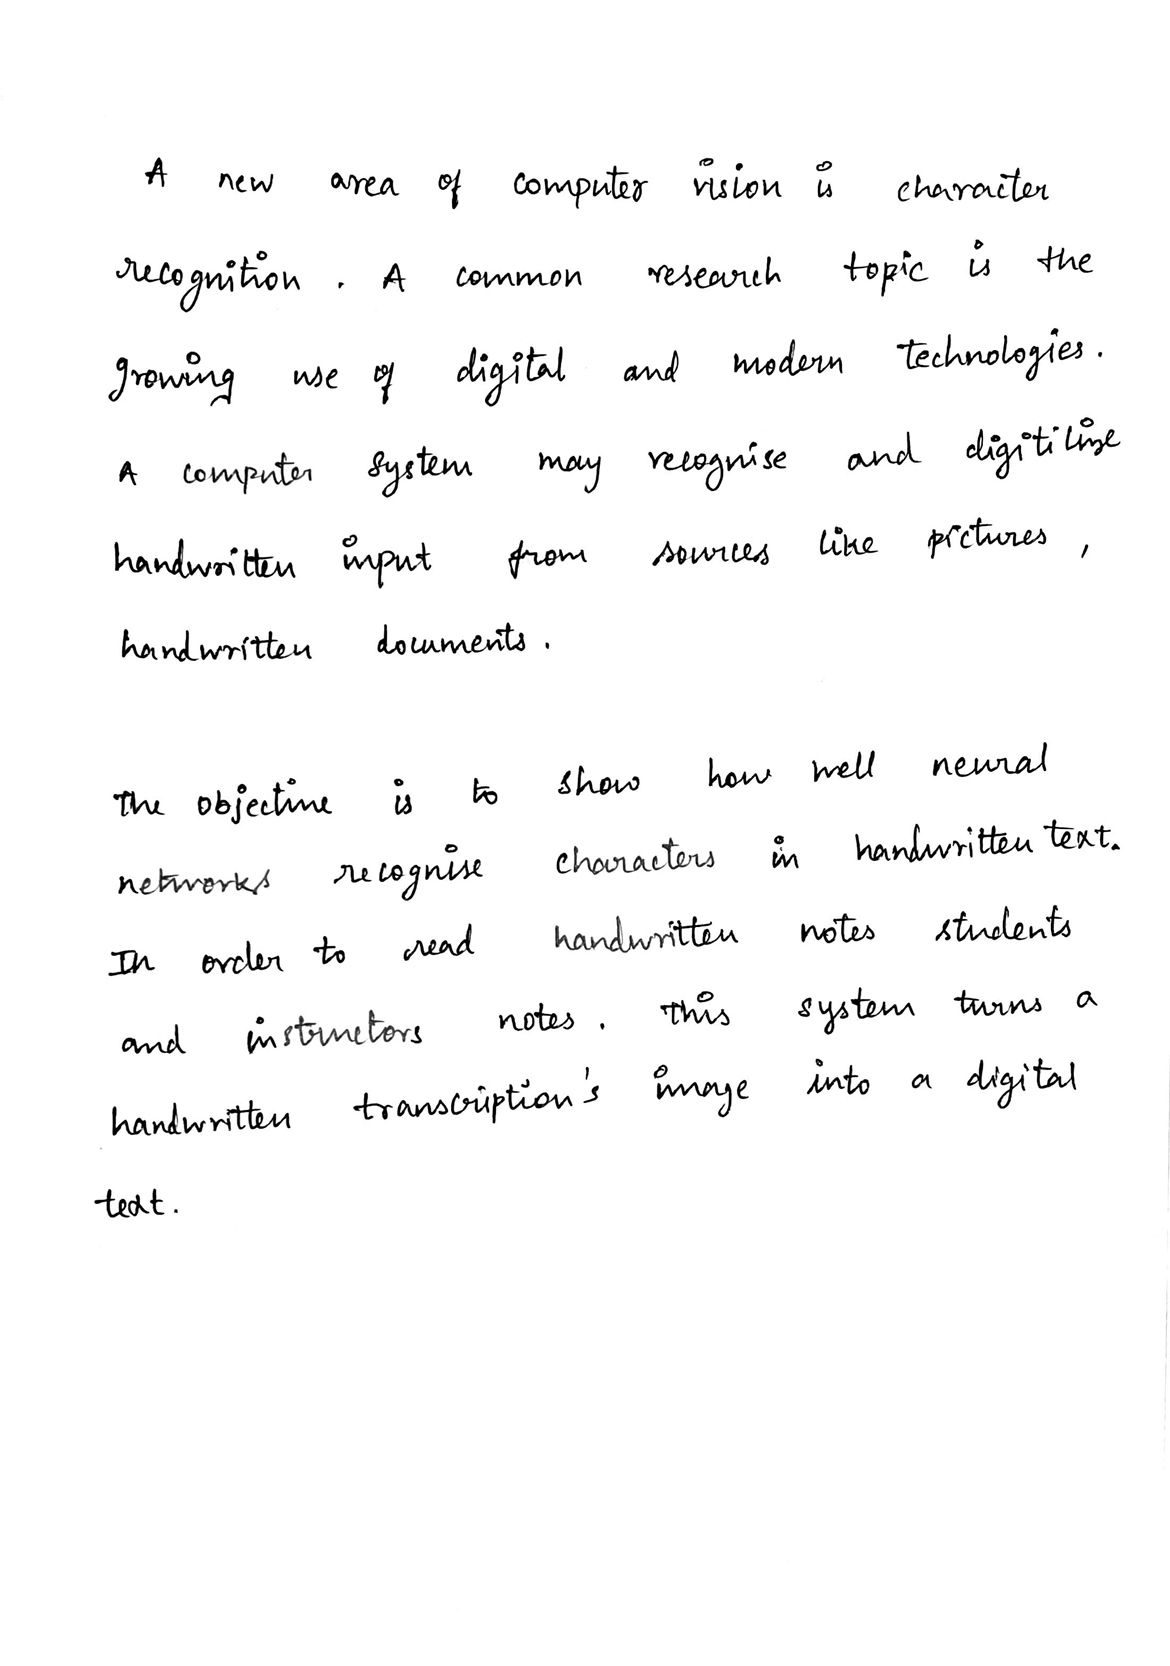 A new area of computer vision is character
recognition. A common research topic is the
growing use of digital and modern technologies.
A computer system may recognise and digitilize
handwritten input from sources like pictures,
handwritten documents.
The objective is to show how well neural
networks recognise characters in handwritten text.
In order to read handwritten notes students
and instructors notes. This system turns a
handwritten transcription's image into a digital
text.